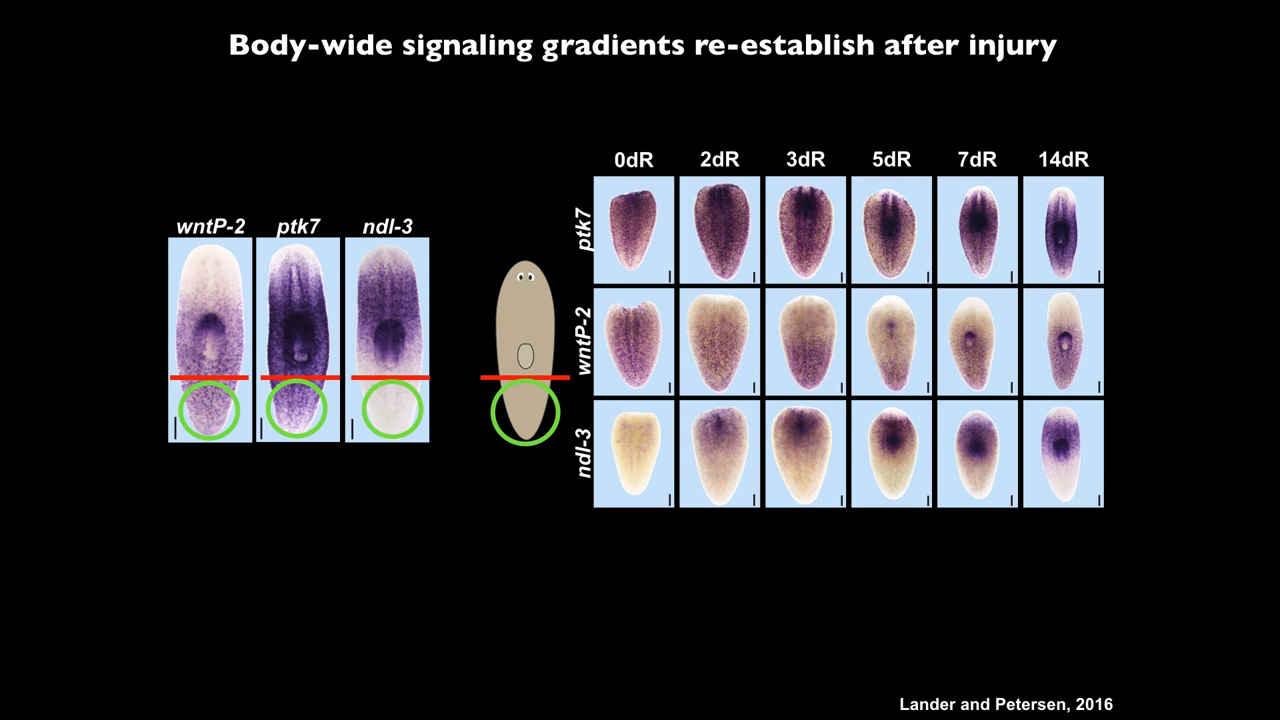 Body-wide signaling gradients re-establish after injury
wntP-2 ptk7 ndl-3
0dR 2dR 3dR 5dR 7dR 14dR
ptk7
wntP-2
ndl-3
Lander and Petersen, 2016